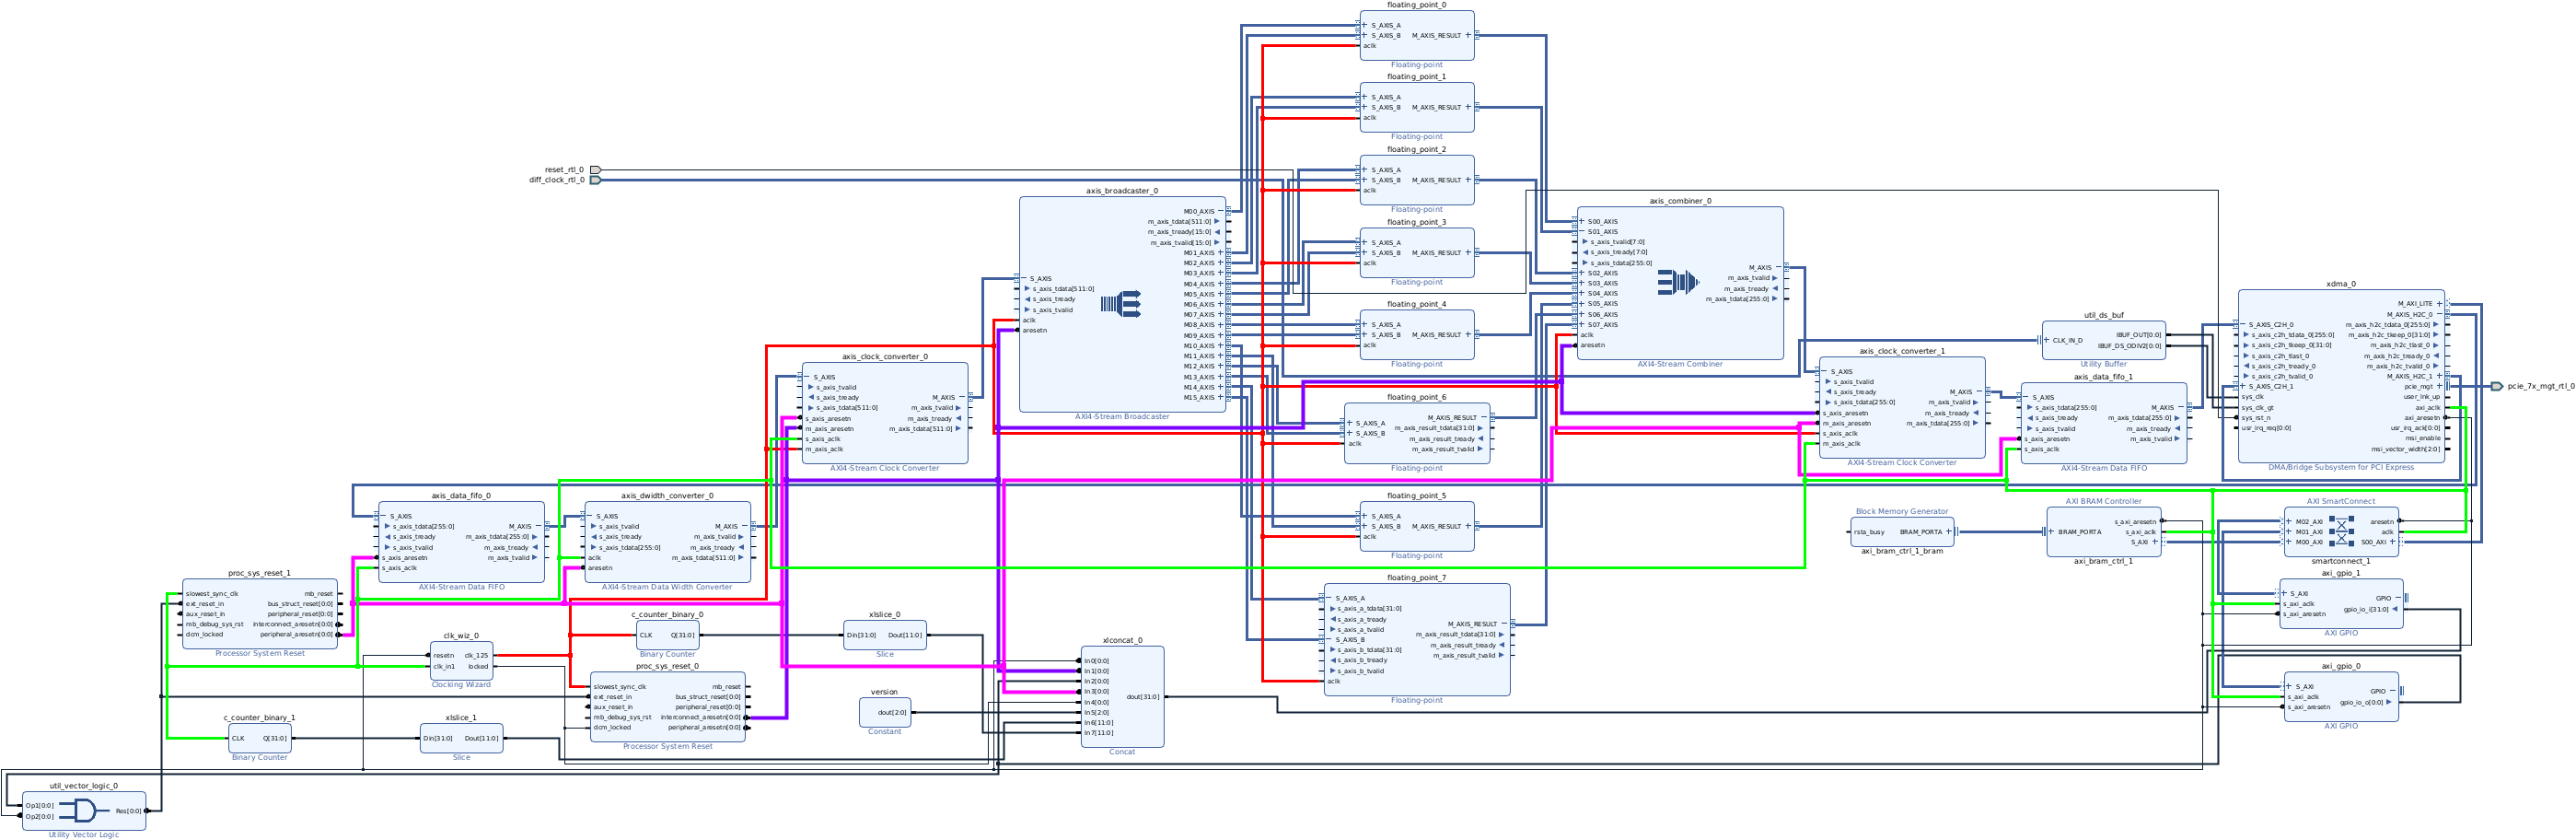 floating_point_0
S_AXIS_A
S_AXIS_B M_AXIS_RESULT
aclk
Floating-point
floating_point_1
S_AXIS_A
S_AXIS_B M_AXIS_RESULT
aclk
Floating-point
floating_point_2
S_AXIS_A
S_AXIS_B M_AXIS_RESULT
aclk
Floating-point
floating_point_3
S_AXIS_A
S_AXIS_B M_AXIS_RESULT
aclk
Floating-point
floating_point_4
S_AXIS_A
S_AXIS_B M_AXIS_RESULT
aclk
Floating-point
floating_point_6
M_AXIS_RESULT
S_AXIS_A m_axis_result_tdata[31:0]
S_AXIS_B m_axis_result_tready
aclk m_axis_result_tvalid
Floating-point
floating_point_5
S_AXIS_A
S_AXIS_B M_AXIS_RESULT
aclk
Floating-point
floating_point_7
S_AXIS_A
s_axis_a_tdata[31:0]
s_axis_a_tready
s_axis_a_tvalid M_AXIS_RESULT
S_AXIS_B m_axis_result_tdata[31:0]
s_axis_b_tdata[31:0] m_axis_result_tready
s_axis_b_tready m_axis_result_tvalid
s_axis_b_tvalid
aclk
Floating-point
reset_rtl_0
diff_clock_rtl_0
axis_broadcaster_0
M00_AXIS
m_axis_tdata[511:0]
m_axis_tready[15:0]
m_axis_tvalid[15:0]
M01_AXIS
M02_AXIS
M03_AXIS
M04_AXIS
M05_AXIS
M06_AXIS
M07_AXIS
M08_AXIS
M09_AXIS
M10_AXIS
M11_AXIS
M12_AXIS
M13_AXIS
M14_AXIS
M15_AXIS
S_AXIS
s_axis_tdata[511:0]
s_axis_tready
s_axis_tvalid
aclk
aresetn
AXI4-Stream Broadcaster
axis_combiner_0
S00_AXIS
S01_AXIS
s_axis_tvalid[7:0]
s_axis_tready[7:0]
s_axis_tdata[255:0]
S02_AXIS
S03_AXIS
S04_AXIS
S05_AXIS
S06_AXIS
S07_AXIS
aclk
aresetn
M_AXIS
m_axis_tvalid
m_axis_tready
m_axis_tdata[255:0]
AXI4-Stream Combiner
axis_clock_converter_0
S_AXIS
s_axis_tvalid
s_axis_tready
s_axis_tdata[511:0]
s_axis_aresetn
m_axis_aresetn
s_axis_aclk
m_axis_aclk
M_AXIS
m_axis_tvalid
m_axis_tready
m_axis_tdata[511:0]
AXI4-Stream Clock Converter
axis_clock_converter_1
S_AXIS
s_axis_tvalid
s_axis_tready
s_axis_tdata[255:0]
s_axis_aresetn
m_axis_aresetn
s_axis_aclk
m_axis_aclk
M_AXIS
m_axis_tvalid
m_axis_tready
m_axis_tdata[255:0]
AXI4-Stream Clock Converter
util_ds_buf
CLK_IN_D
IBUF_OUT[0:0]
IBUF_DS_ODIV2[0:0]
Utility Buffer
axis_data_fifo_1
S_AXIS
s_axis_tdata[255:0]
s_axis_tready
s_axis_tvalid
s_axis_aresetn
s_axis_aclk
M_AXIS
m_axis_tdata[255:0]
m_axis_tready
m_axis_tvalid
AXI4-Stream Data FIFO
xdma_0
S_AXIS_C2H_0
s_axis_c2h_tdata_0[255:0]
s_axis_c2h_tkeep_0[31:0]
s_axis_c2h_tlast_0
s_axis_c2h_tready_0
s_axis_c2h_tvalid_0
S_AXIS_C2H_1
sys_clk
sys_clk_gt
sys_rst_n
usr_irq_req[0:0]
M_AXI_LITE
M_AXIS_H2C_0
m_axis_h2c_tdata_0[255:0]
m_axis_h2c_tkeep_0[31:0]
m_axis_h2c_tlast_0
m_axis_h2c_tready_0
m_axis_h2c_tvalid_0
M_AXIS_H2C_1
pcie_mgt
user_lnk_up
axi_aclk
axi_aresetn
usr_irq_ack[0:0]
msi_enable
msi_vector_width[2:0]
DMA/Bridge Subsystem for PCI Express
pcie_7x_mgt_rtl_0
axis_data_fifo_0
S_AXIS
s_axis_tdata[255:0]
s_axis_tready
s_axis_tvalid
s_axis_aresetn
s_axis_aclk
M_AXIS
m_axis_tdata[255:0]
m_axis_tready
m_axis_tvalid
AXI4-Stream Data FIFO
axis_dwidth_converter_0
S_AXIS
s_axis_tvalid
s_axis_tready
s_axis_tdata[255:0]
aclk
aresetn
M_AXIS
m_axis_tvalid
m_axis_tready
m_axis_tdata[511:0]
AXI4-Stream Data Width Converter
Block Memory Generator
rsta_busy BRAM_PORTA
axi_bram_ctrl_1_bram
AXI BRAM Controller
BRAM_PORTA
s_axi_aresetn
s_axi_aclk
S_AXI
axi_bram_ctrl_1
AXI SmartConnect
M02_AXI
M01_AXI
M00_AXI
aresetn
aclk
S00_AXI
smartconnect_1
axi_gpio_1
S_AXI
s_axi_aclk
s_axi_aresetn
GPIO
gpio_io_i[31:0]
AXI GPIO
axi_gpio_0
S_AXI
s_axi_aclk
s_axi_aresetn
GPIO
gpio_io_o[0:0]
AXI GPIO
proc_sys_reset_1
slowest_sync_clk
ext_reset_in
aux_reset_in
mb_debug_sys_rst
dcm_locked
mb_reset
bus_struct_reset[0:0]
peripheral_reset[0:0]
interconnect_aresetn[0:0]
peripheral_aresetn[0:0]
Processor System Reset
clk_wiz_0
resetn clk_125
clk_in1 locked
Clocking Wizard
c_counter_binary_0
CLK Q[31:0]
Binary Counter
xlslice_0
Din[31:0] Dout[11:0]
Slice
proc_sys_reset_0
slowest_sync_clk
ext_reset_in
aux_reset_in
mb_debug_sys_rst
dcm_locked
mb_reset
bus_struct_reset[0:0]
peripheral_reset[0:0]
interconnect_aresetn[0:0]
peripheral_aresetn[0:0]
Processor System Reset
version
dout[2:0]
Constant
xlconcat_0
In0[0:0]
In1[0:0]
In2[0:0]
In3[0:0]
In4[0:0]
In5[2:0]
In6[11:0]
In7[11:0]
dout[31:0]
Concat
c_counter_binary_1
CLK Q[31:0]
Binary Counter
xlslice_1
Din[31:0] Dout[11:0]
Slice
util_vector_logic_0
Op1[0:0]
Op2[0:0]
Res[0:0]
Utility Vector Logic